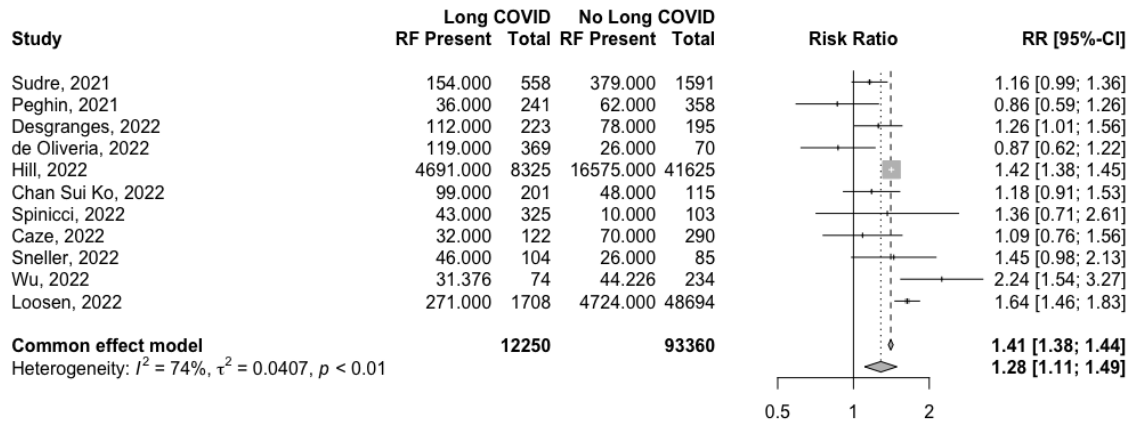 Long COVID No Long COVID
Study RF Present Total RF Present Total Risk Ratio RR [95%-CI]
Sudre, 2021 154.000 558 379.000 1591 1.16 [0.99; 1.36]
Peghin, 2021 36.000 241 62.000 358 0.86 [0.59; 1.26]
Desgranges, 2022 112.000 223 78.000 195 1.26 [1.01; 1.56]
de Oliveria, 2022 119.000 369 26.000 70 0.87 [0.62; 1.22]
Hill, 2022 4691.000 8325 16575.000 41625 1.42 [1.38; 1.45]
Chan Sui Ko, 2022 99.000 201 48.000 115 1.18 [0.91; 1.53]
Spinicci, 2022 43.000 325 10.000 103 1.36 [0.71; 2.61]
Caze, 2022 32.000 122 70.000 290 1.09 [0.76; 1.56]
Sneller, 2022 46.000 104 26.000 85 1.45 [0.98; 2.13]
Wu, 2022 31.376 74 44.226 234 2.24 [1.54; 3.27]
Loosen, 2022 271.000 1708 4724.000 48694 1.64 [1.46; 1.83]
Common effect model 12250 93360 1.41 [1.38; 1.44]
Heterogeneity: I² = 74%, τ² = 0.0407, p < 0.01 1.28 [1.11; 1.49]
0.5 1 2